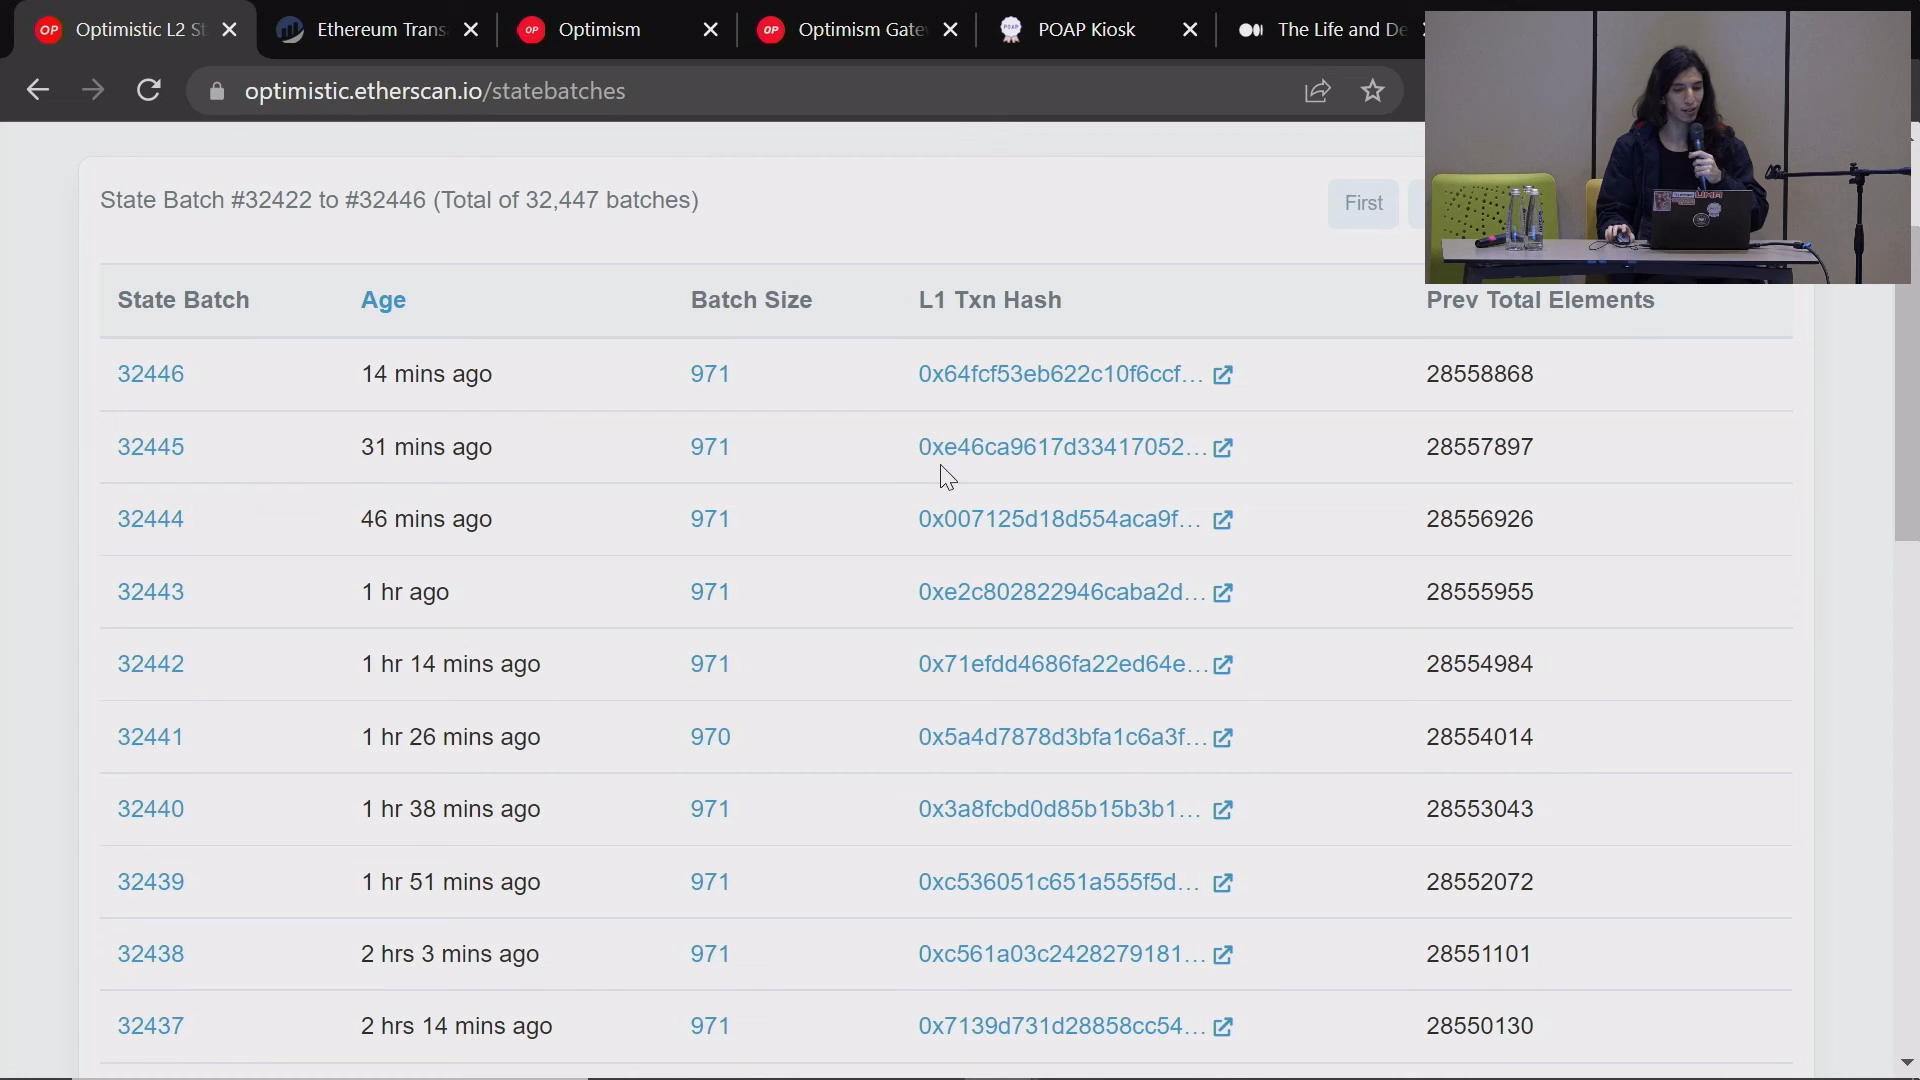 OP Optimistic L2 St
Ethereum Trans
OP Optimism
OP Optimism Gate
POAP Kiosk
The Life and De
optimistic.etherscan.io/statebatches
State Batch #32422 to #32446 (Total of 32,447 batches)
First
State Batch Age Batch Size L1 Txn Hash Prev Total Elements
32446 14 mins ago 971 0x64fcf53eb622c10f6ccf... 28558868
32445 31 mins ago 971 0xe46ca9617d33417052... 28557897
32444 46 mins ago 971 0x007125d18d554aca9f... 28556926
32443 1 hr ago 971 0xe2c802822946caba2d... 28555955
32442 1 hr 14 mins ago 971 0x71efdd4686fa22ed64e... 28554984
32441 1 hr 26 mins ago 970 0x5a4d7878d3bfa1c6a3f... 28554014
32440 1 hr 38 mins ago 971 0x3a8fcbd0d85b15b3b1... 28553043
32439 1 hr 51 mins ago 971 0xc536051c651a555f5d... 28552072
32438 2 hrs 3 mins ago 971 0xc561a03c2428279181... 28551101
32437 2 hrs 14 mins ago 971 0x7139d731d28858cc54... 28550130